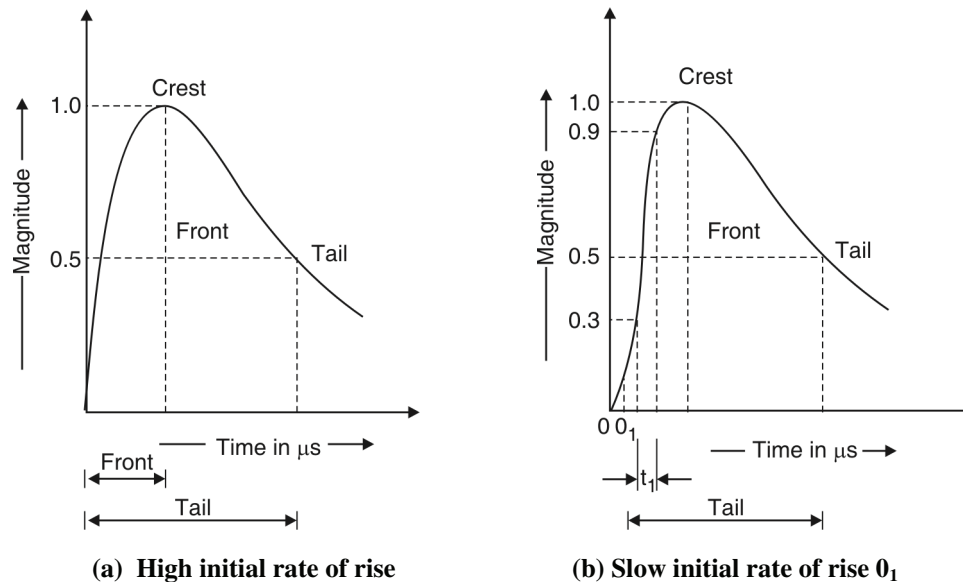 Crest
1.0
Magnitude
Front
0.5
Tail
Time in μs
Front
Tail
(a) High initial rate of rise
Crest
1.0
0.9
Magnitude
Front
0.5
Tail
0.3
0 0₁
Time in μs
t₁
Tail
(b) Slow initial rate of rise 0₁